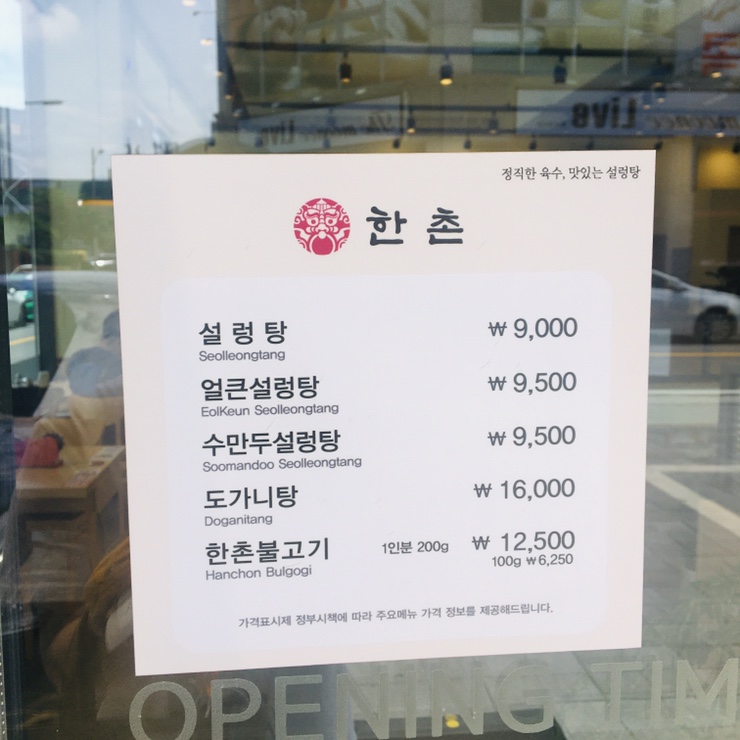 Live
정직한 육수, 맛있는 설렁탕
한촌
설렁탕 ₩ 9,000
Seolleongtang
얼큰설렁탕 ₩ 9,500
EolKeun Seolleongtang
수만두설렁탕 ₩ 9,500
Soomandoo Seolleongtang
도가니탕 ₩ 16,000
Doganitang
한촌불고기 1인분 200g ₩ 12,500
Hanchon Bulgogi 100g ₩6,250
가격표시제 정부시책에 따라 주요메뉴 가격 정보를 제공해드립니다.
OPENING TIM